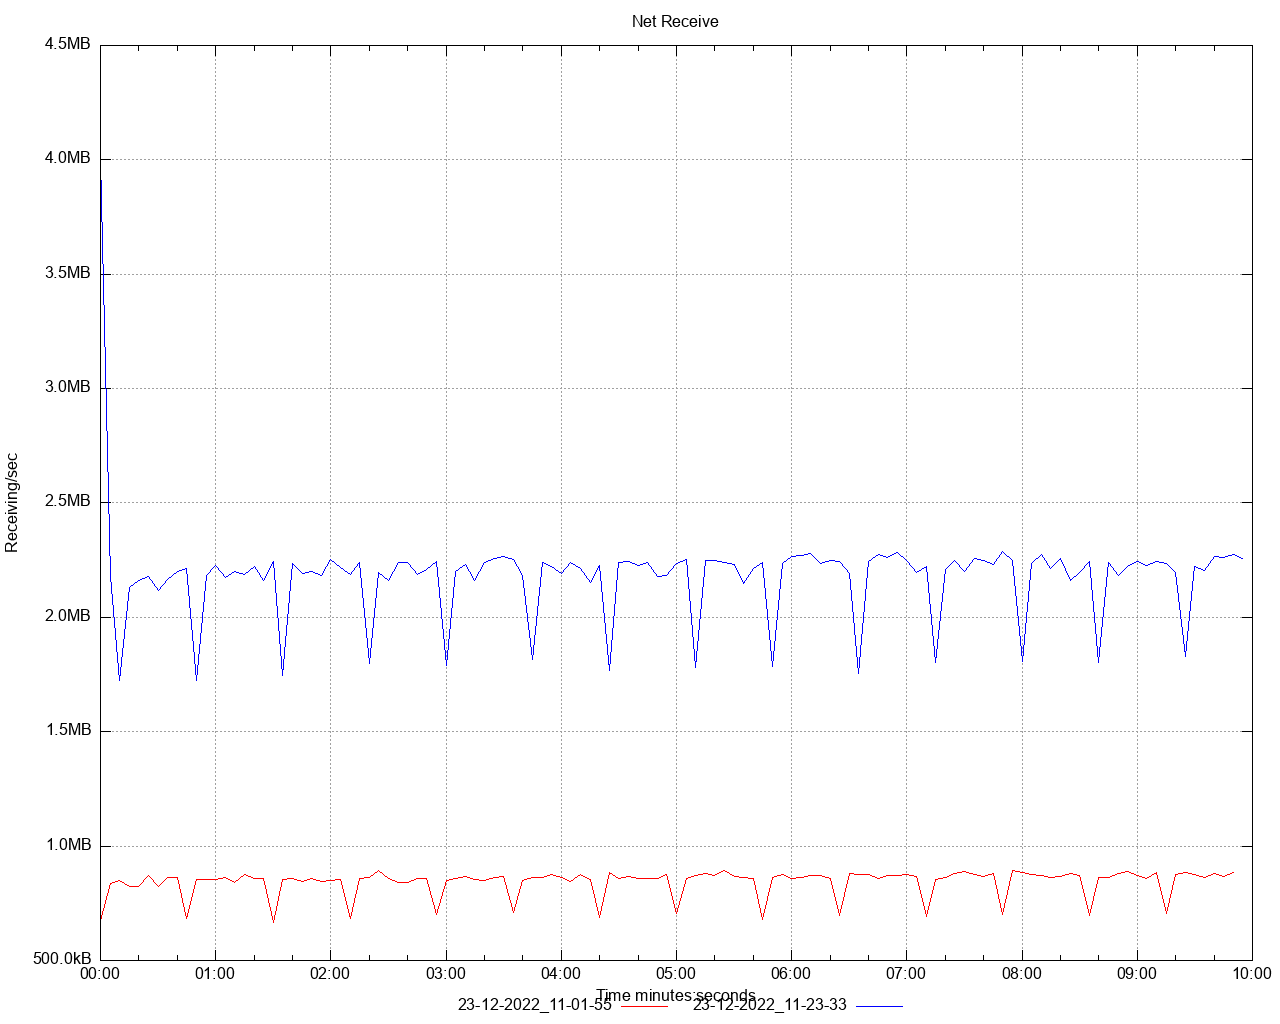 Net Receive
4.5MB
4.0MB
3.5MB
3.0MB
2.5MB
2.0MB
1.5MB
1.0MB
500.0kB
Receiving/sec
00:00 01:00 02:00 03:00 04:00 05:00 06:00 07:00 08:00 09:00 10:00
Time minutes:seconds
23-12-2022_11-01-55 23-12-2022_11-23-33